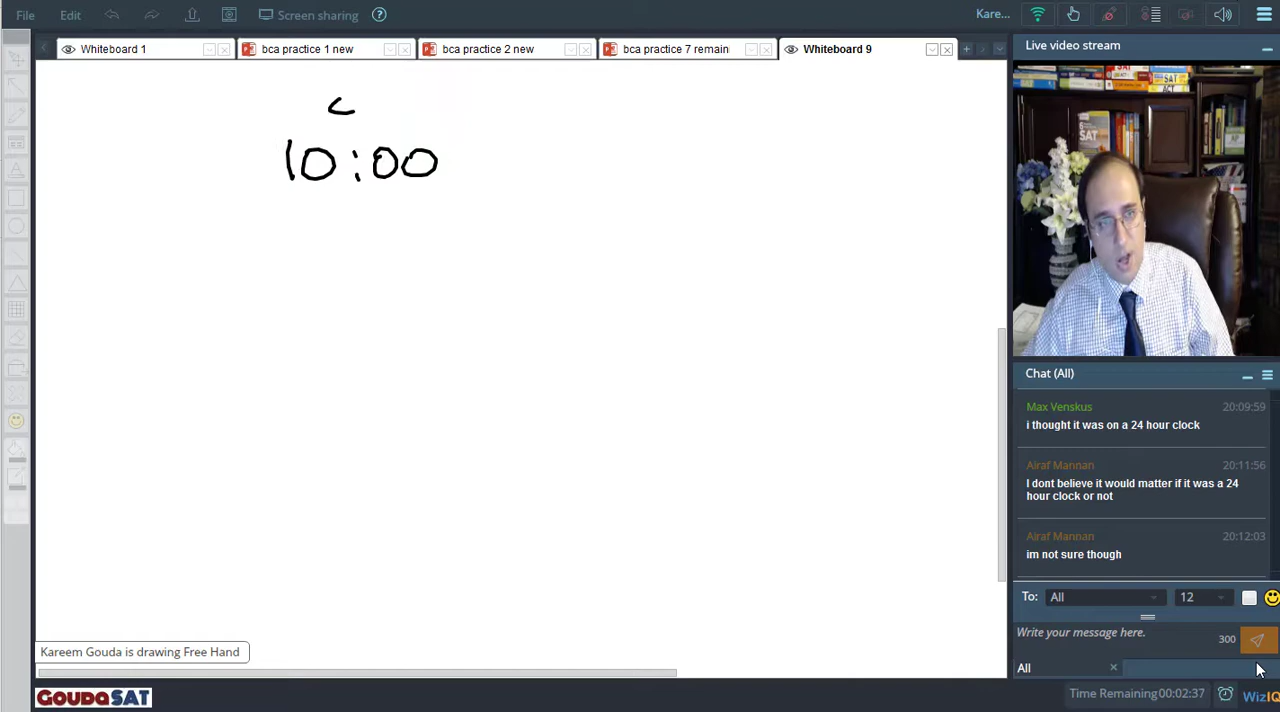 File Edit Screen sharing ? Kare...
Whiteboard 1 bca practice 1 new bca practice 2 new bca practice 7 remain Whiteboard 9
Live video stream
c
10:00
SAT
ACT
Chat (All)
Max Venskus 20:09:59
i thought it was on a 24 hour clock
Airaf Mannan 20:11:56
I dont believe it would matter if it was a 24
hour clock or not
Airaf Mannan 20:12:03
im not sure though
To: All 12
Write your message here. 300
All
Kareem Gouda is drawing Free Hand
GOUDASAT
Time Remaining00:02:37 WizIQ